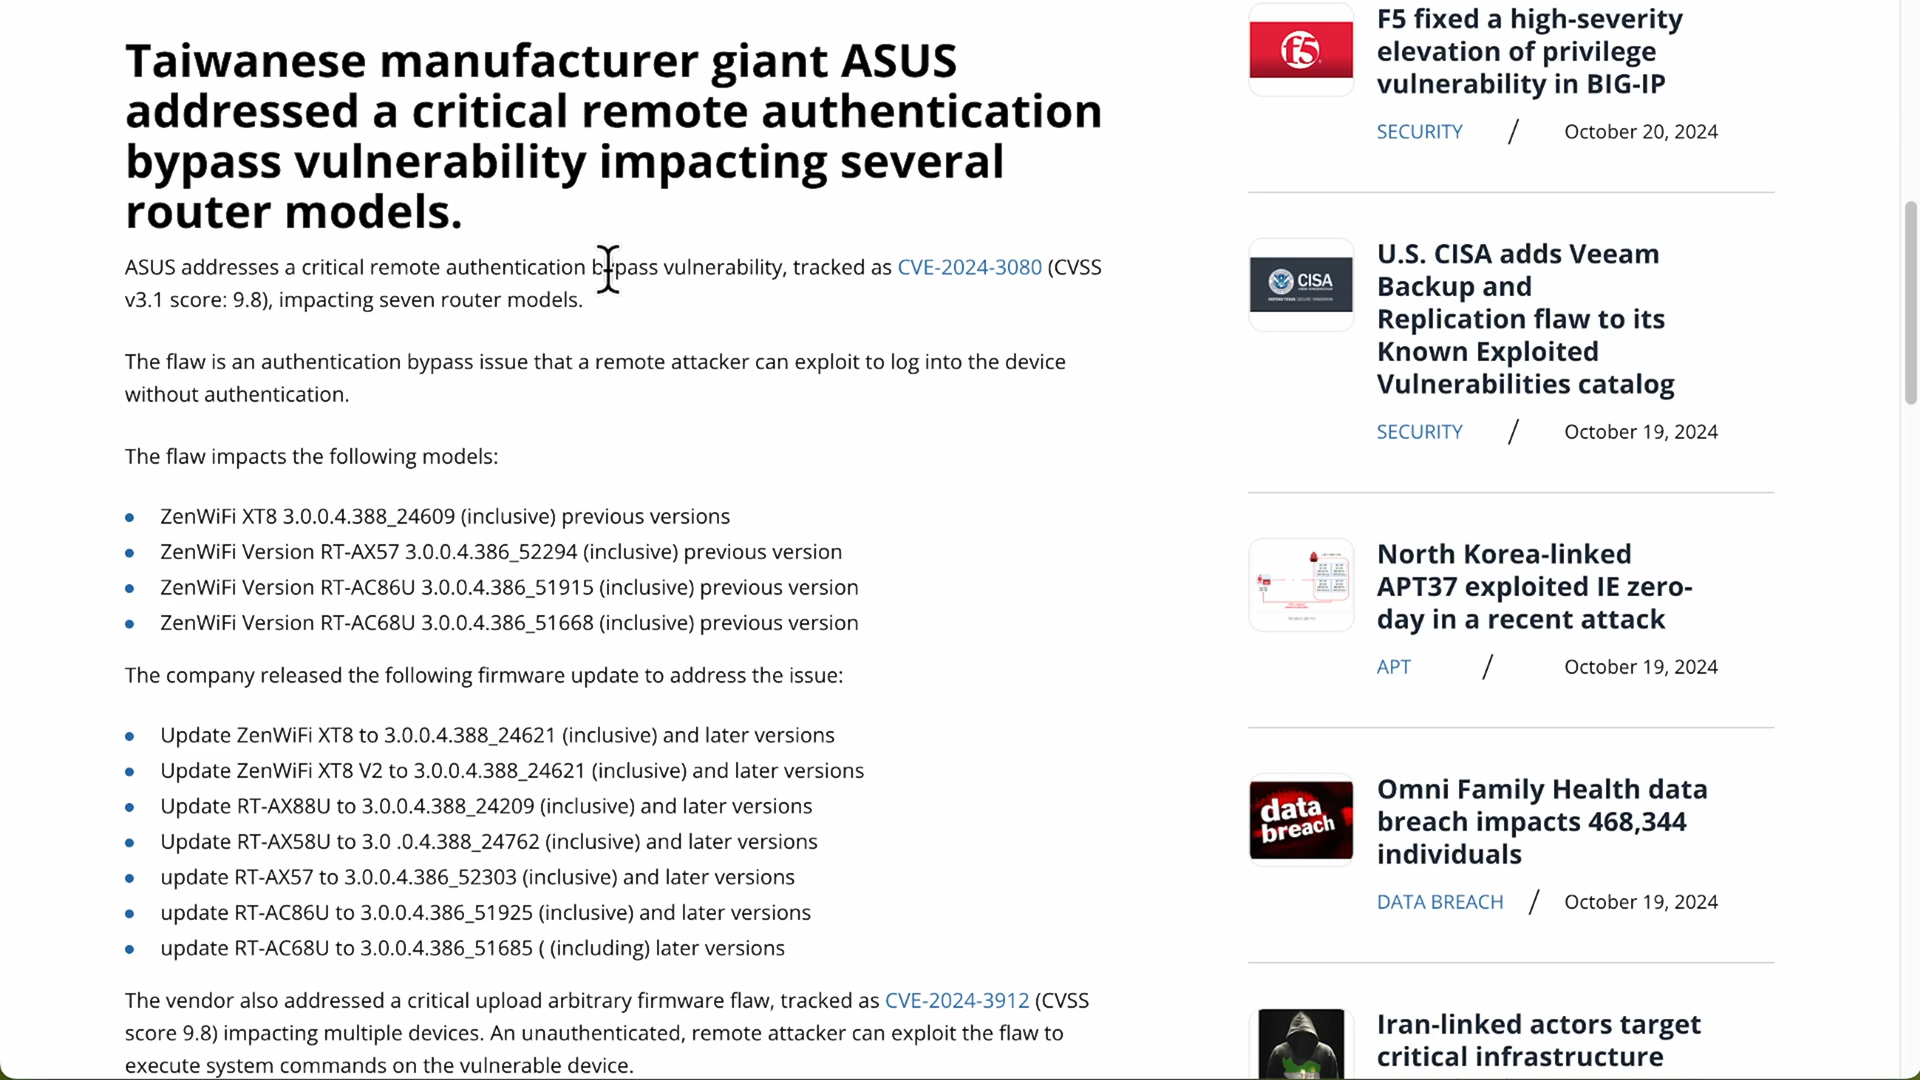 Taiwanese manufacturer giant ASUS
addressed a critical remote authentication
bypass vulnerability impacting several
router models.
ASUS addresses a critical remote authentication bypass vulnerability, tracked as CVE-2024-3080 (CVSS
v3.1 score: 9.8), impacting seven router models.
The flaw is an authentication bypass issue that a remote attacker can exploit to log into the device
without authentication.
The flaw impacts the following models:
ZenWiFi XT8 3.0.0.4.388_24609 (inclusive) previous versions
ZenWiFi Version RT-AX57 3.0.0.4.386_52294 (inclusive) previous version
ZenWiFi Version RT-AC86U 3.0.0.4.386_51915 (inclusive) previous version
ZenWiFi Version RT-AC68U 3.0.0.4.386_51668 (inclusive) previous version
The company released the following firmware update to address the issue:
Update ZenWiFi XT8 to 3.0.0.4.388_24621 (inclusive) and later versions
Update ZenWiFi XT8 V2 to 3.0.0.4.388_24621 (inclusive) and later versions
Update RT-AX88U to 3.0.0.4.388_24209 (inclusive) and later versions
Update RT-AX58U to 3.0 .0.4.388_24762 (inclusive) and later versions
update RT-AX57 to 3.0.0.4.386_52303 (inclusive) and later versions
update RT-AC86U to 3.0.0.4.386_51925 (inclusive) and later versions
update RT-AC68U to 3.0.0.4.386_51685 ( (including) later versions
The vendor also addressed a critical upload arbitrary firmware flaw, tracked as CVE-2024-3912 (CVSS
score 9.8) impacting multiple devices. An unauthenticated, remote attacker can exploit the flaw to
execute system commands on the vulnerable device.
f5
F5 fixed a high-severity
elevation of privilege
vulnerability in BIG-IP
SECURITY / October 20, 2024
CISA
U.S. CISA adds Veeam
Backup and
Replication flaw to its
Known Exploited
Vulnerabilities catalog
SECURITY / October 19, 2024
North Korea-linked
APT37 exploited IE zero-
day in a recent attack
APT / October 19, 2024
data
breach
Omni Family Health data
breach impacts 468,344
individuals
DATA BREACH / October 19, 2024
Iran-linked actors target
critical infrastructure